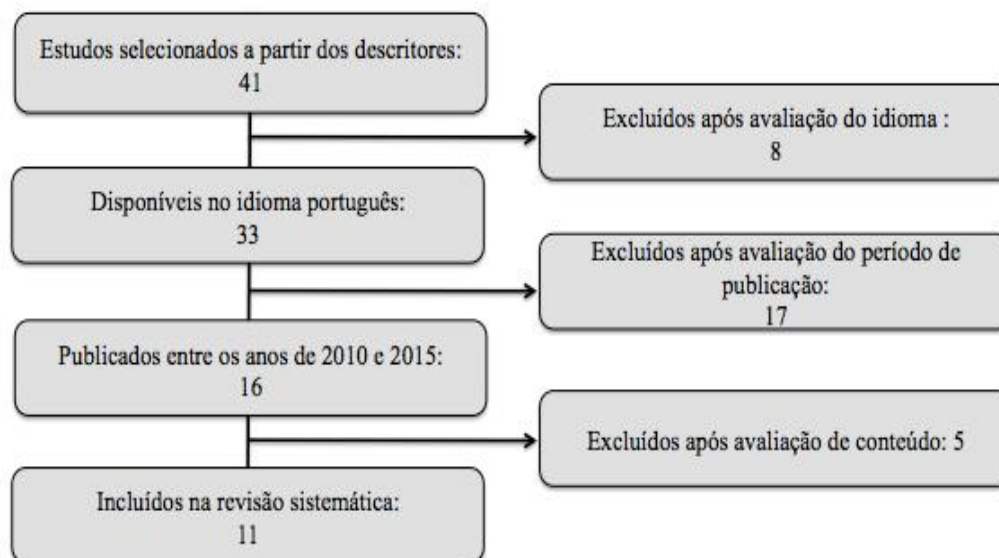 Estudos selecionados a partir dos descritores:
41
Excluídos após avaliação do idioma :
8
Disponíveis no idioma português:
33
Excluídos após avaliação do período de
publicação:
17
Publicados entre os anos de 2010 e 2015:
16
Excluídos após avaliação de conteúdo: 5
Incluídos na revisão sistemática:
11